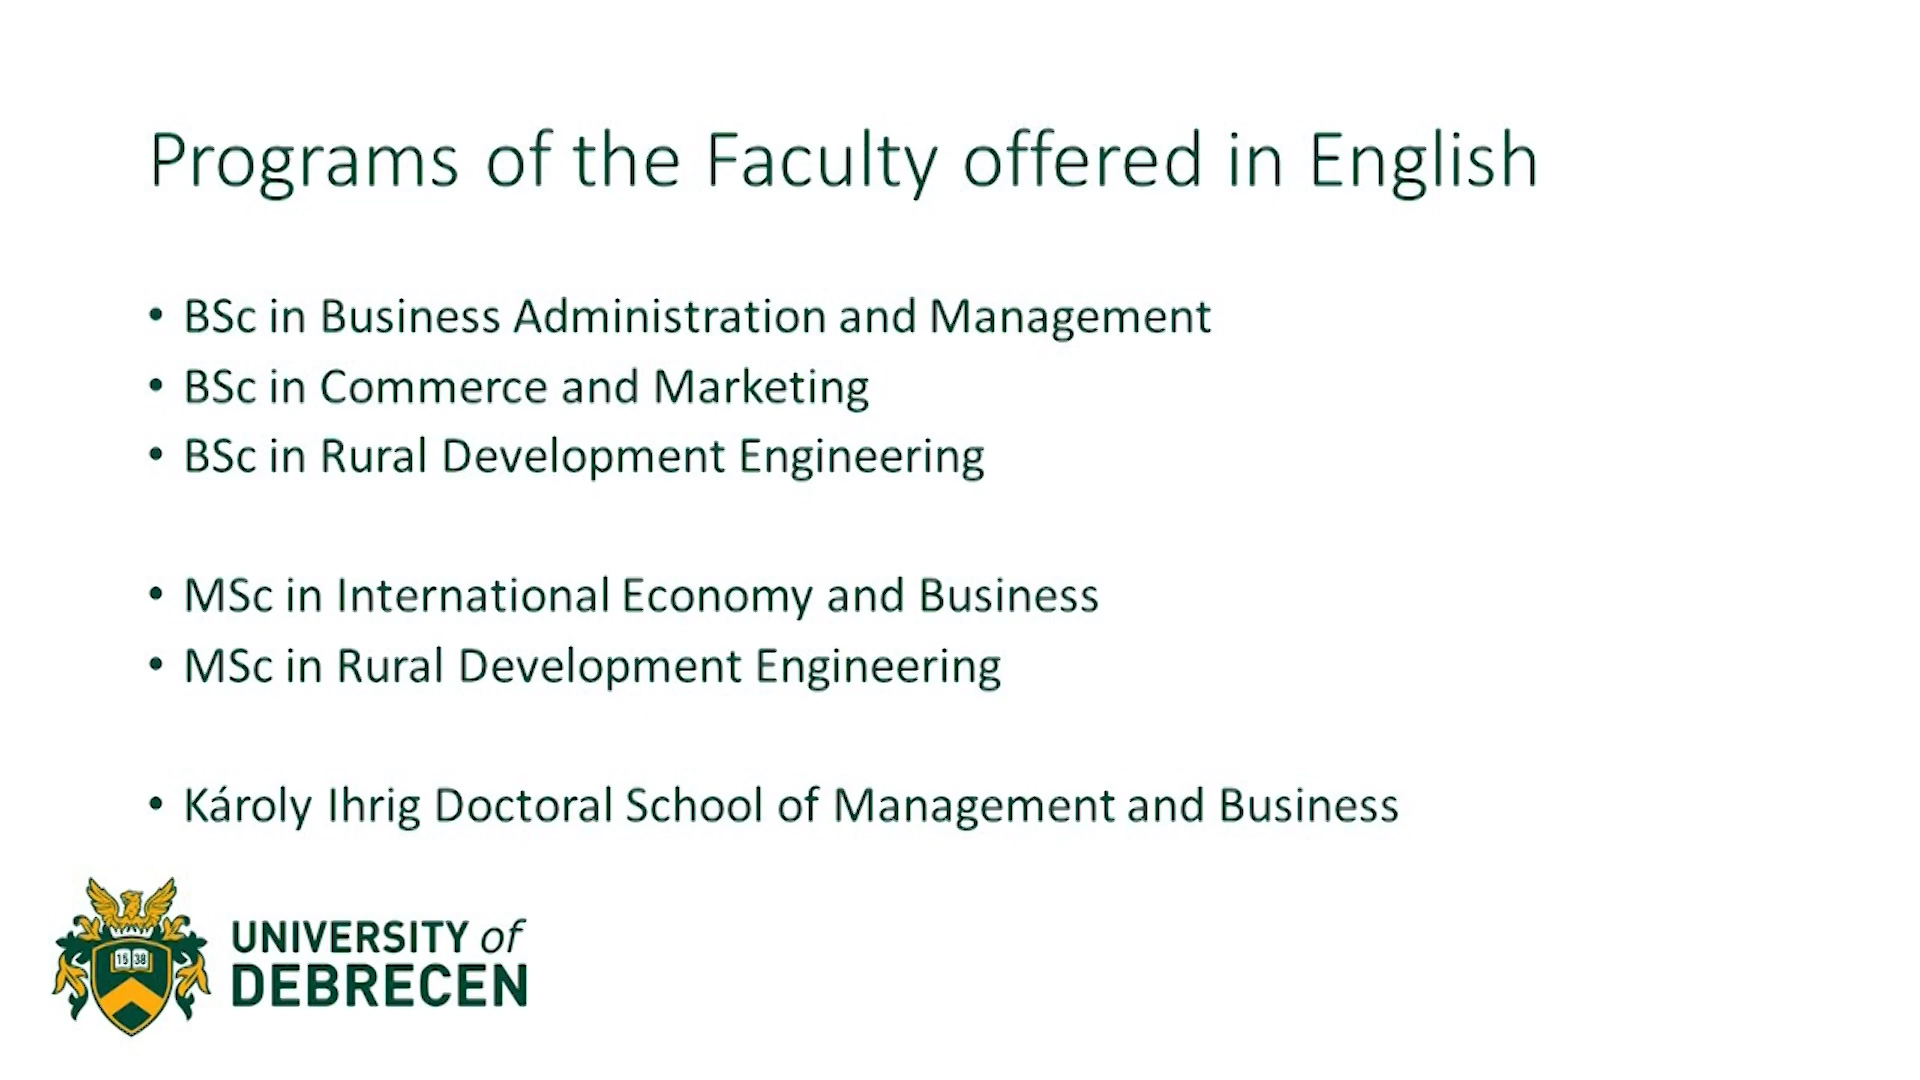 Programs of the Faculty offered in English
• BSc in Business Administration and Management
• BSc in Commerce and Marketing
• BSc in Rural Development Engineering
• MSc in International Economy and Business
• MSc in Rural Development Engineering
• Károly Ihrig Doctoral School of Management and Business
15 38
UNIVERSITY of
DEBRECEN